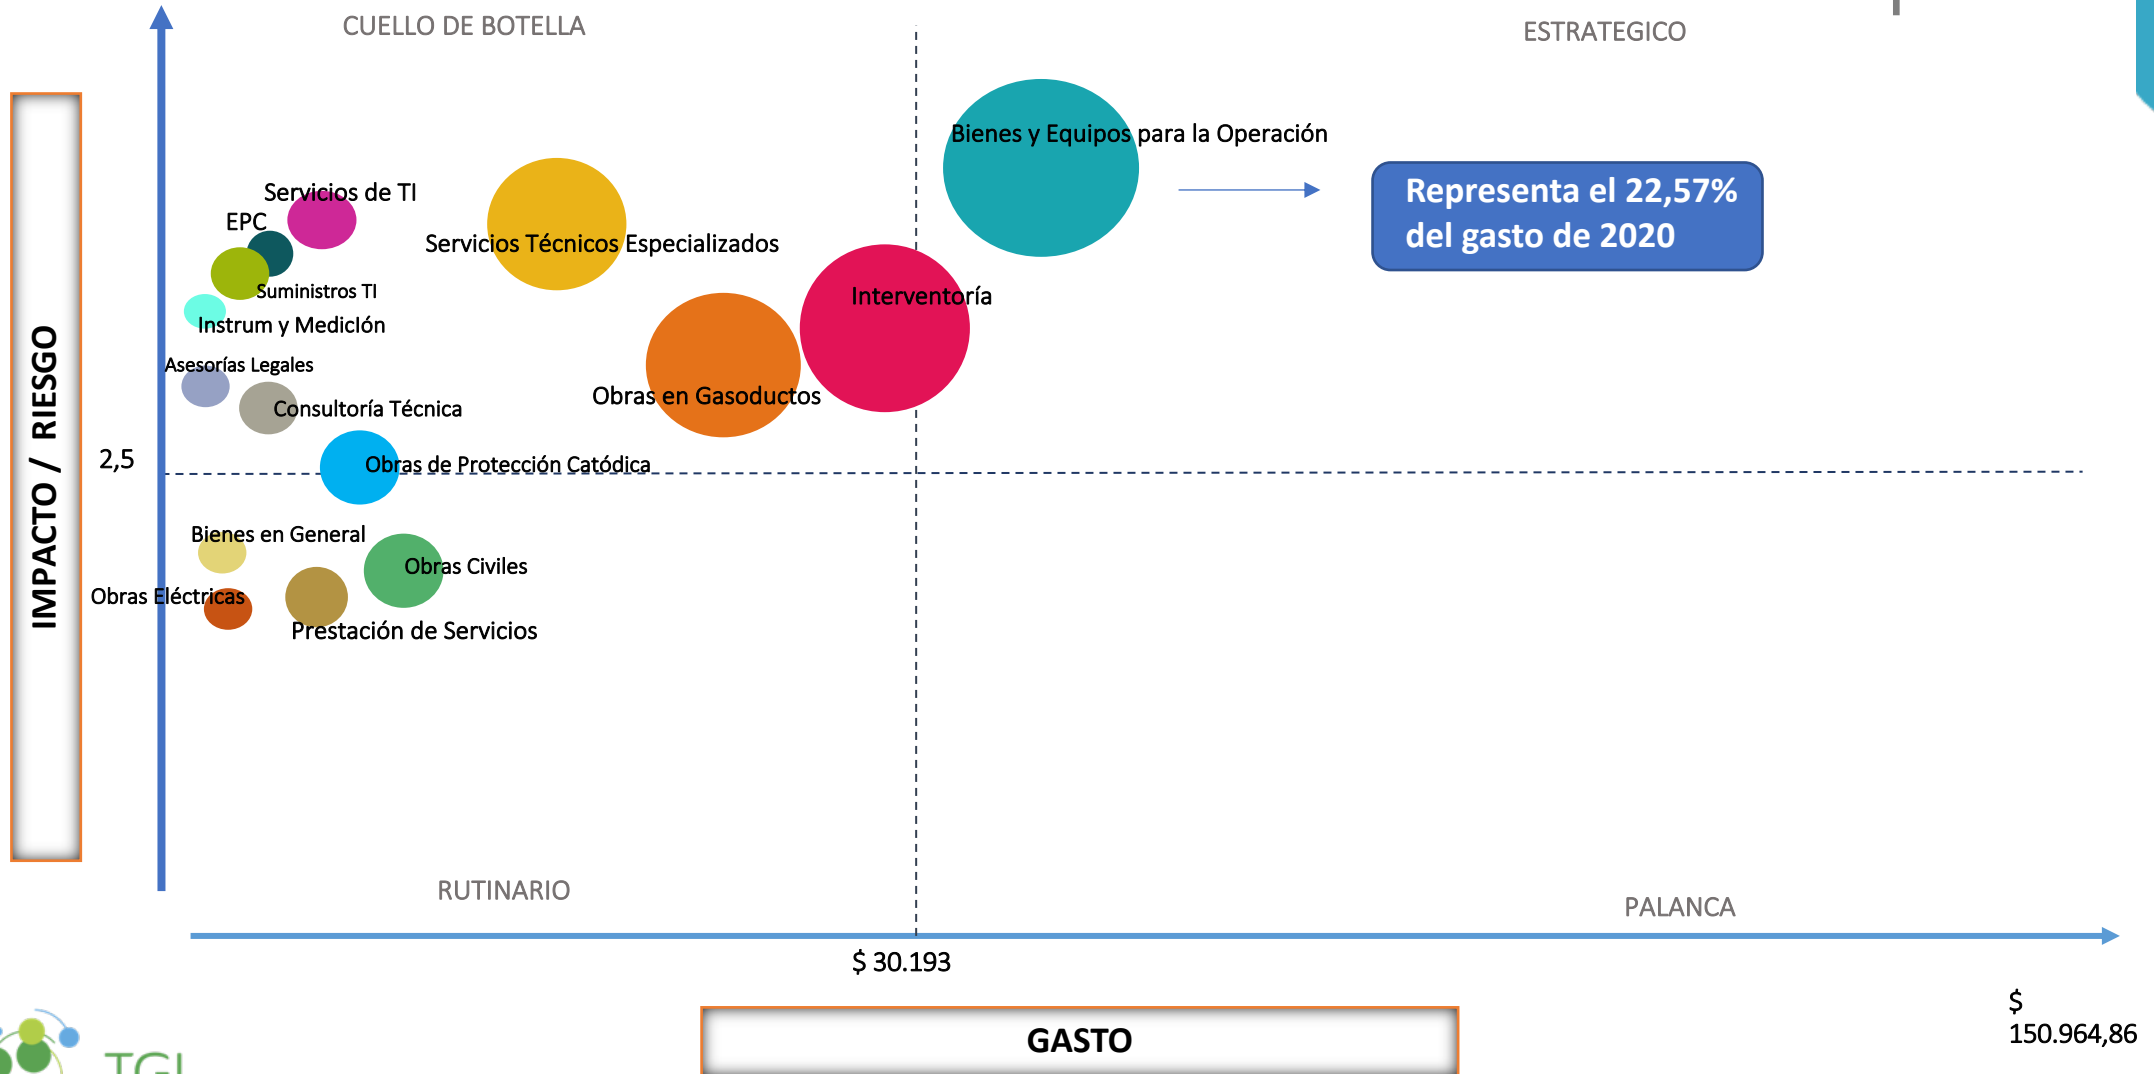 CUELLO DE BOTELLA
ESTRATEGICO
Bienes y Equipos para la Operación
Representa el 22,57%
del gasto de 2020
Servicios de TI
EPC
Servicios Técnicos Especializados
Suministros TI
Interventoría
Instrum y Medición
Asesorías Legales
Obras en Gasoductos
Consultoría Técnica
IMPACTO / RIESGO
2,5
Obras de Protección Catódica
Bienes en General
Obras Civiles
Obras Eléctricas
Prestación de Servicios
RUTINARIO
PALANCA
$ 30.193
$
150.964,86
GASTO
TGI